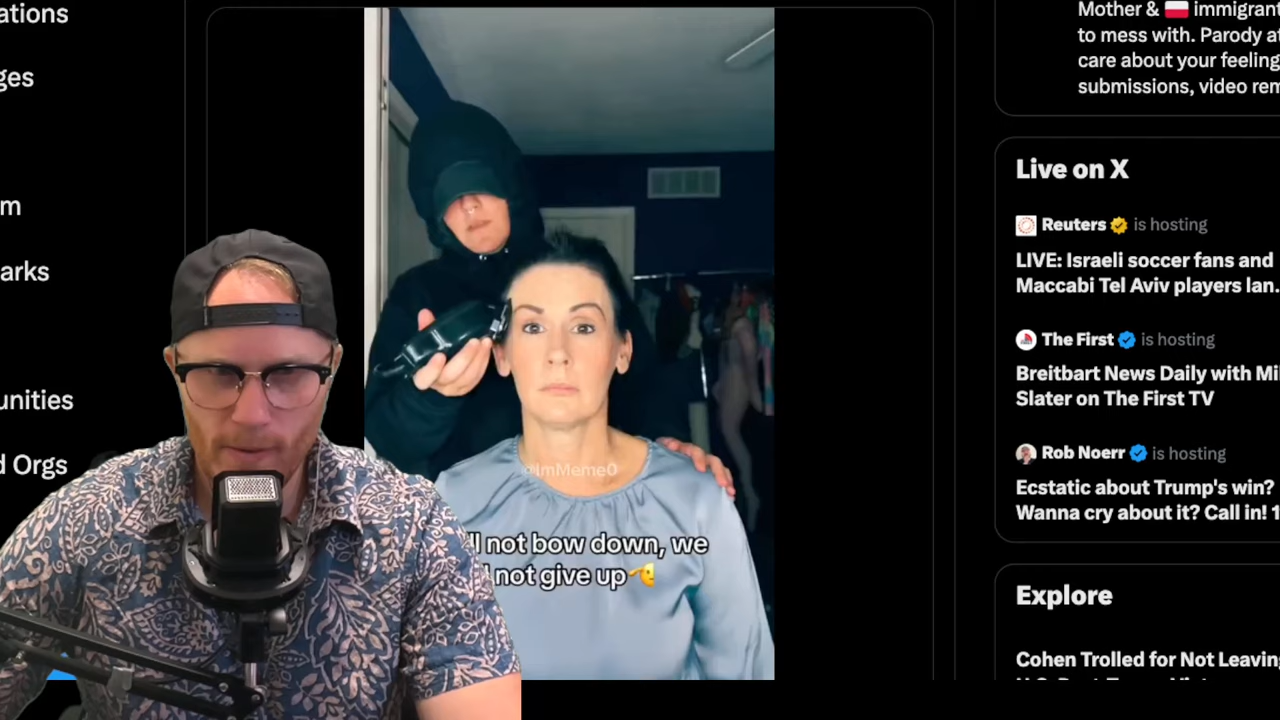 ations
ges
m
arks
unities
d Orgs
@ImMeme0
ll not bow down, we
not give up🫡
Mother & 🇵🇱 immigrant
to mess with. Parody a
care about your feeling
submissions, video rem
Live on X
Reuters is hosting
LIVE: Israeli soccer fans and
Maccabi Tel Aviv players lan...
The First is hosting
Breitbart News Daily with Mi
Slater on The First TV
Rob Noerr is hosting
Ecstatic about Trump's win?
Wanna cry about it? Call in! 1
Explore
Cohen Trolled for Not Leavin